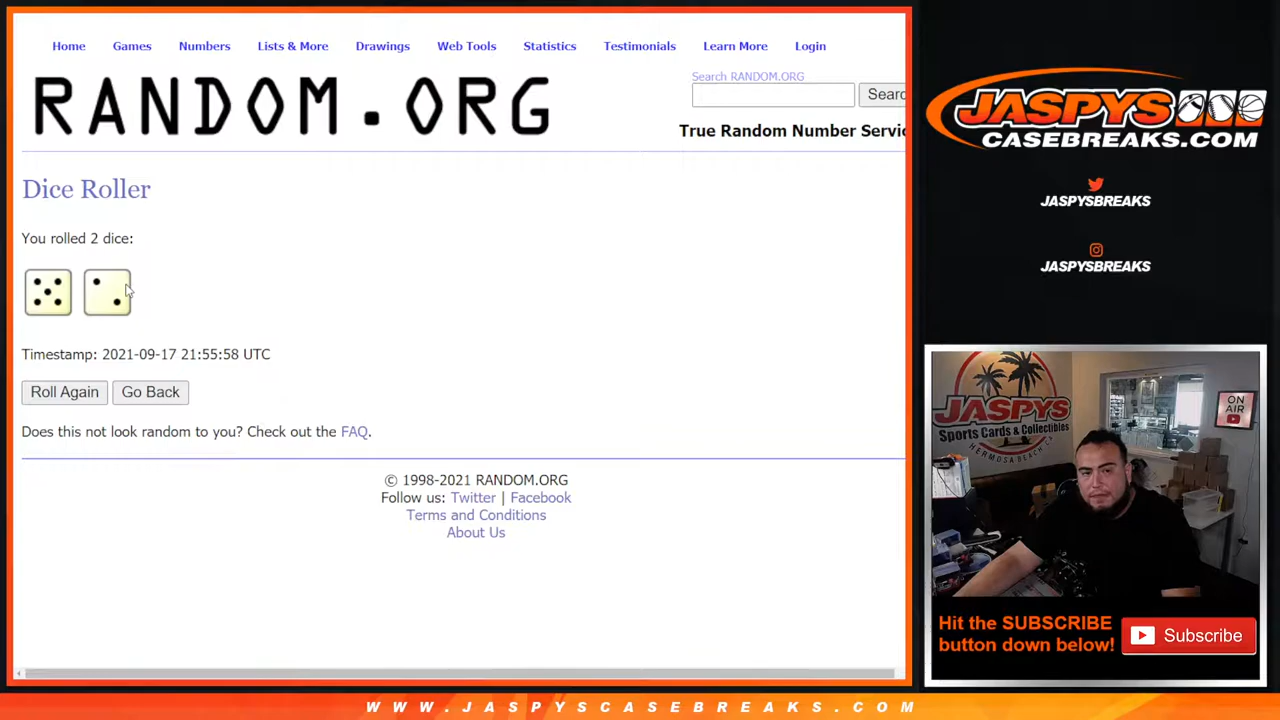 Home Games Numbers Lists & More Drawings Web Tools Statistics Testimonials Learn More Login
RANDOM.ORG
Search RANDOM.ORG
Searc
True Random Number Servic
Dice Roller
You rolled 2 dice:
Timestamp: 2021-09-17 21:55:58 UTC
Roll Again Go Back
Does this not look random to you? Check out the FAQ.
© 1998-2021 RANDOM.ORG
Follow us: Twitter | Facebook
Terms and Conditions
About Us
JASPYS
CASEBREAKS.COM
JASPYSBREAKS
JASPYSBREAKS
JASPYS
Sports Cards & Collectibles
HERMOSA BEACH CA
ON
AIR
Hit the SUBSCRIBE
button down below!
Subscribe
WWW.JASPYSCASEBREAKS.COM